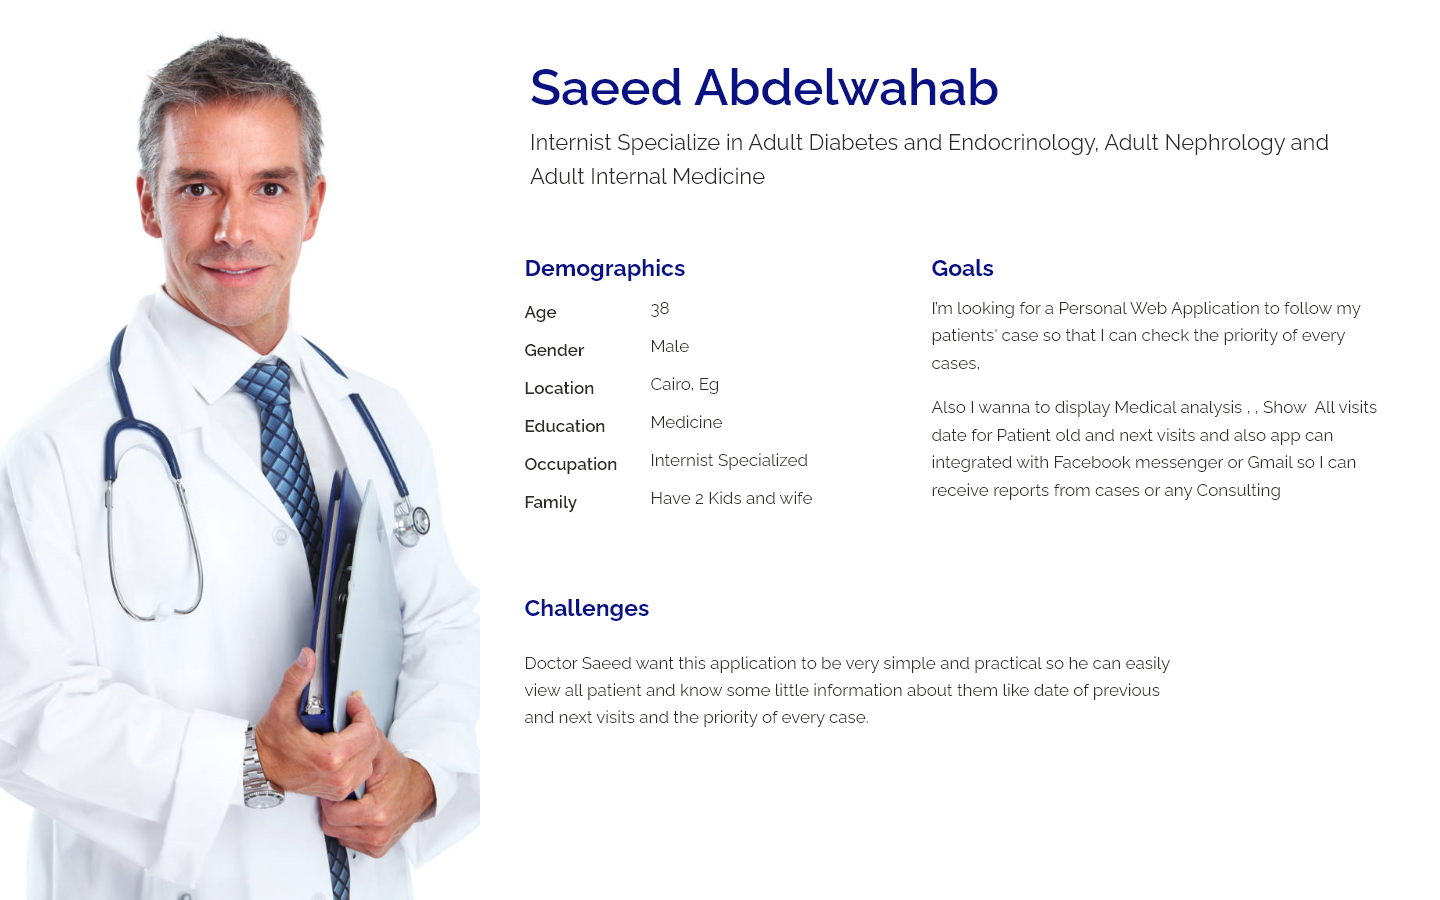 Saeed Abdelwahab
Internist Specialize in Adult Diabetes and Endocrinology, Adult Nephrology and
Adult Internal Medicine
Demographics
Age 38
Gender Male
Location Cairo, Eg
Education Medicine
Occupation Internist Specialized
Family Have 2 Kids and wife
Goals
I'm looking for a Personal Web Application to follow my
patients' case so that I can check the priority of every
cases,
Also I wanna to display Medical analysis , , Show  All visits
date for Patient old and next visits and also app can
integrated with Facebook messenger or Gmail so I can
receive reports from cases or any Consulting
Challenges
Doctor Saeed want this application to be very simple and practical so he can easily
view all patient and know some little information about them like date of previous
and next visits and the priority of every case.